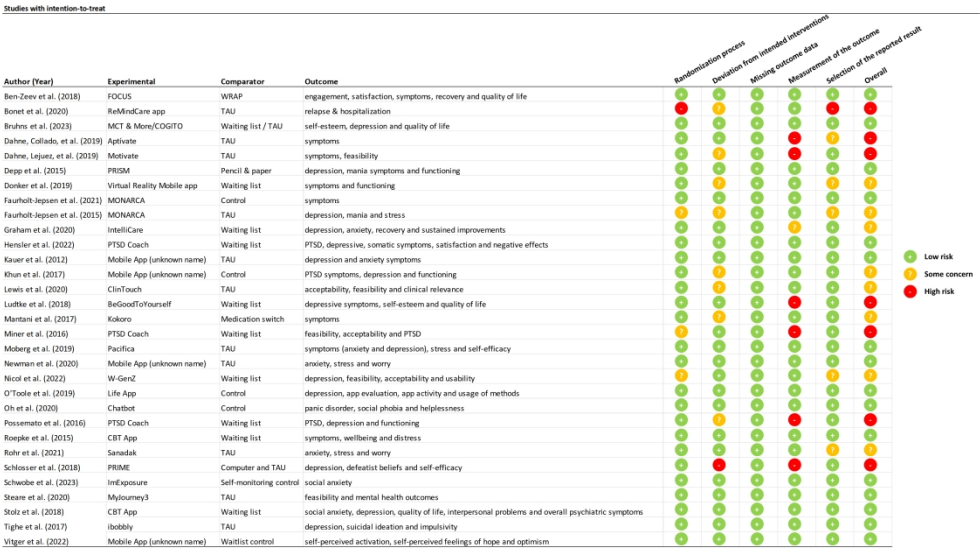 Studies with intention-to-treat
Randomization process
Deviation from intended interventions
Missing outcome data
Measurement of the outcome
Selection of the reported result
Overall
Author (Year) Experimental Comparator Outcome
Ben-Zeev et al. (2018) FOCUS WRAP engagement, satisfaction, symptoms, recovery and quality of life + + + + + +
Bonet et al. (2020) ReMindCare app TAU relapse & hospitalization - ? + + - -
Bruhns et al. (2023) MCT & More/COGITO Waiting list / TAU self-esteem, depression and quality of life + + + + + +
Dahne, Collado, et al. (2019) Aptivate TAU symptoms + + + - ? -
Dahne, Lejuez, et al. (2019) Motivate TAU symptoms, feasibility + ? + - + -
Depp et al. (2015) PRISM Pencil & paper depression, mania symptoms and functioning + + + + + +
Donker et al. (2019) Virtual Reality Mobile app Waiting list symptoms and functioning + ? + + ? ?
Faurholt-Jepsen et al. (2021) MONARCA Control symptoms + + + + + +
Faurholt-Jepsen et al. (2015) MONARCA TAU depression, mania and stress ? ? + + ? ?
Graham et al. (2020) IntelliCare Waiting list depression, anxiety, recovery and sustained improvements + + + ? + ?
Hensler et al. (2022) PTSD Coach Waiting list PTSD, depressive, somatic symptoms, satisfaction and negative effects + + + + + +
Kauer et al. (2012) Mobile App (unknown name) TAU depression and anxiety symptoms + + + + + +
Khun et al. (2017) Mobile App (unknown name) Control PTSD symptoms, depression and functioning + ? + + + ?
Lewis et al. (2020) ClinTouch TAU acceptability, feasibility and clinical relevance + ? + + + ?
Ludtke et al. (2018) BeGoodToYourself Waiting list depressive symptoms, self-esteem and quality of life + + + - + -
Mantani et al. (2017) Kokoro Medication switch symptoms + ? + + + ?
Miner et al. (2016) PTSD Coach Waiting list feasibility, acceptability and PTSD ? + + - + -
Moberg et al. (2019) Pacifica TAU symptoms (anxiety and depression), stress and self-efficacy + + + + + +
Newman et al. (2020) Mobile App (unknown name) TAU anxiety, stress and worry + + + + + +
Nicol et al. (2022) W-GenZ Waiting list depression, feasibility, acceptability and usability ? + + + ? ?
O'Toole et al. (2019) Life App Control depression, app evaluation, app activity and usage of methods + + + + + +
Oh et al. (2020) Chatbot Control panic disorder, social phobia and helplessness + + + + + +
Possemato et al. (2016) PTSD Coach Waiting list PTSD, depression and functioning + ? + - + -
Roepke et al. (2015) CBT App Waiting list symptoms, wellbeing and distress + + + + + +
Rohr et al. (2021) Sanadak TAU anxiety, stress and worry + + + + ? ?
Schlosser et al. (2018) PRIME Computer and TAU depression, defeatist beliefs and self-efficacy + - + - + -
Schwobe et al. (2023) ImExposure Self-monitoring control social anxiety + + + + + +
Steare et al. (2020) MyJourney3 TAU feasibility and mental health outcomes + + + + + +
Stolz et al. (2018) CBT App Waiting list social anxiety, depression, quality of life, interpersonal problems and overall psychiatric symptoms + + + + + +
Tighe et al. (2017) ibobbly TAU depression, suicidal ideation and impulsivity + + + + + +
Vitger et al. (2022) Mobile App (unknown name) Waitlist control self-perceived activation, self-perceived feelings of hope and optimism + + + + + +
+ Low risk
? Some concern
- High risk